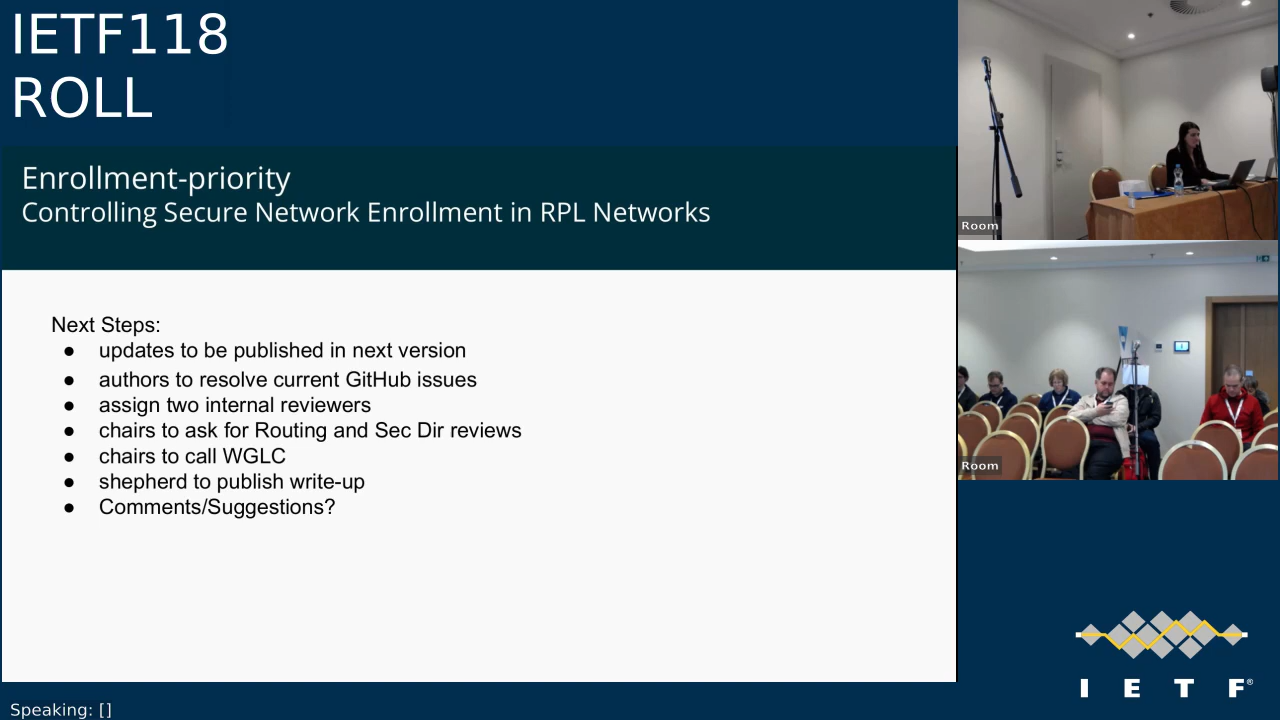 IETF118
ROLL
Enrollment-priority
Controlling Secure Network Enrollment in RPL Networks
Next Steps:
● updates to be published in next version
● authors to resolve current GitHub issues
● assign two internal reviewers
● chairs to ask for Routing and Sec Dir reviews
● chairs to call WGLC
● shepherd to publish write-up
● Comments/Suggestions?
Room
Room
I E T F®
Speaking: []